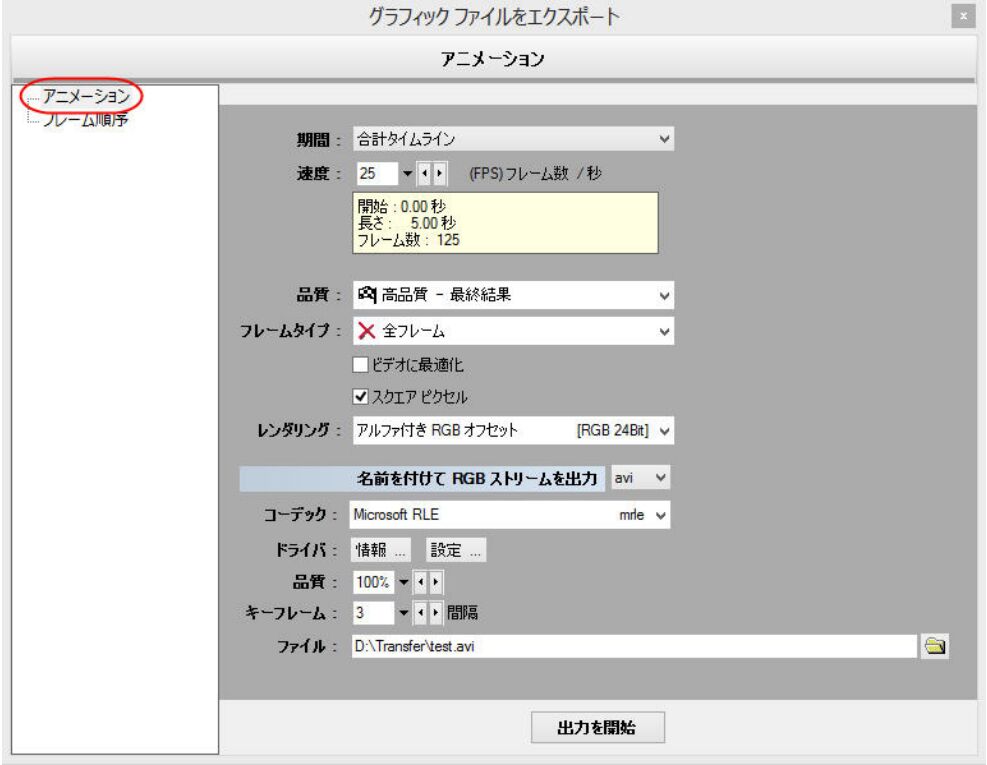 グラフィック ファイルをエクスポート
x
アニメーション
アニメーション
フレーム順序
期間 : 合計タイムライン
速度 : 25 (FPS) フレーム数 / 秒
開始 : 0.00 秒
長さ : 5.00 秒
フレーム数 : 125
品質 : 高品質 - 最終結果
フレームタイプ : 全フレーム
ビデオに最適化
スクエア ピクセル
レンダリング : アルファ付き RGB オフセット [RGB 24Bit]
名前を付けて RGB ストリームを出力 avi
コーデック : Microsoft RLE mrle
ドライバ : 情報 ... 設定 ...
品質 : 100%
キーフレーム : 3 間隔
ファイル : D:\Transfer\test.avi
出力を開始